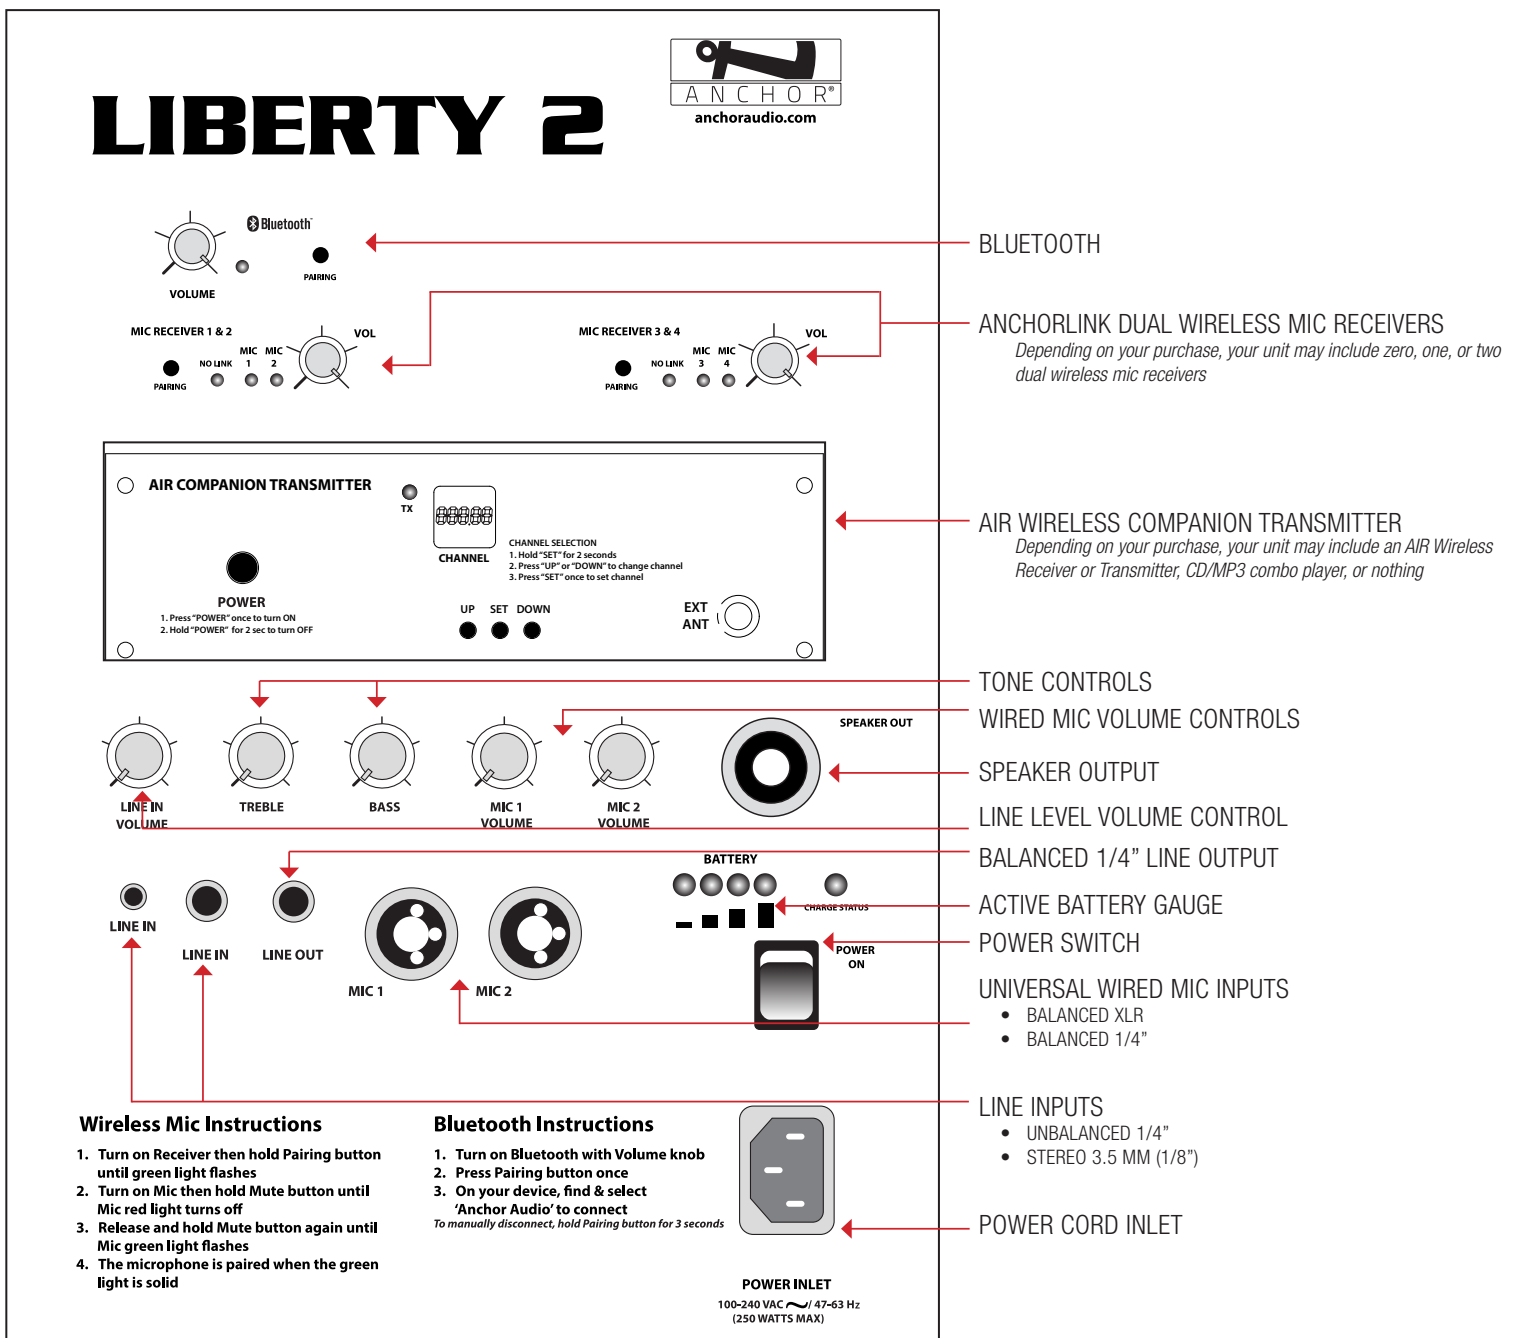 LIBERTY 2
ANCHOR®
anchoraudio.com
Bluetooth™
VOLUME
PAIRING
BLUETOOTH
MIC RECEIVER 1 & 2
VOL
PAIRING
NO LINK
MIC 1
MIC 2
MIC RECEIVER 3 & 4
VOL
PAIRING
NO LINK
MIC 3
MIC 4
ANCHORLINK DUAL WIRELESS MIC RECEIVERS
Depending on your purchase, your unit may include zero, one, or two
dual wireless mic receivers
AIR COMPANION TRANSMITTER
TX
888.88
CHANNEL
CHANNEL SELECTION
1. Hold “SET” for 2 seconds
2. Press “UP” or “DOWN” to change channel
3. Press “SET” once to set channel
POWER
1. Press “POWER” once to turn ON
2. Hold “POWER” for 2 sec to turn OFF
UP SET DOWN
EXT
ANT
AIR WIRELESS COMPANION TRANSMITTER
Depending on your purchase, your unit may include an AIR Wireless
Receiver or Transmitter, CD/MP3 combo player, or nothing
TONE CONTROLS
WIRED MIC VOLUME CONTROLS
SPEAKER OUT
SPEAKER OUTPUT
LINE IN
VOLUME
TREBLE
BASS
MIC 1
VOLUME
MIC 2
VOLUME
LINE LEVEL VOLUME CONTROL
BALANCED 1/4” LINE OUTPUT
BATTERY
CHARGE STATUS
ACTIVE BATTERY GAUGE
POWER
ON
POWER SWITCH
LINE IN
LINE IN
LINE OUT
MIC 1
MIC 2
UNIVERSAL WIRED MIC INPUTS
• BALANCED XLR
• BALANCED 1/4”
LINE INPUTS
• UNBALANCED 1/4”
• STEREO 3.5 MM (1/8”)
Wireless Mic Instructions
1. Turn on Receiver then hold Pairing button
until green light flashes
2. Turn on Mic then hold Mute button until
Mic red light turns off
3. Release and hold Mute button again until
Mic green light flashes
4. The microphone is paired when the green
light is solid
Bluetooth Instructions
1. Turn on Bluetooth with Volume knob
2. Press Pairing button once
3. On your device, find & select
‘Anchor Audio’ to connect
To manually disconnect, hold Pairing button for 3 seconds
POWER CORD INLET
POWER INLET
100-240 VAC ~/ 47-63 Hz
(250 WATTS MAX)